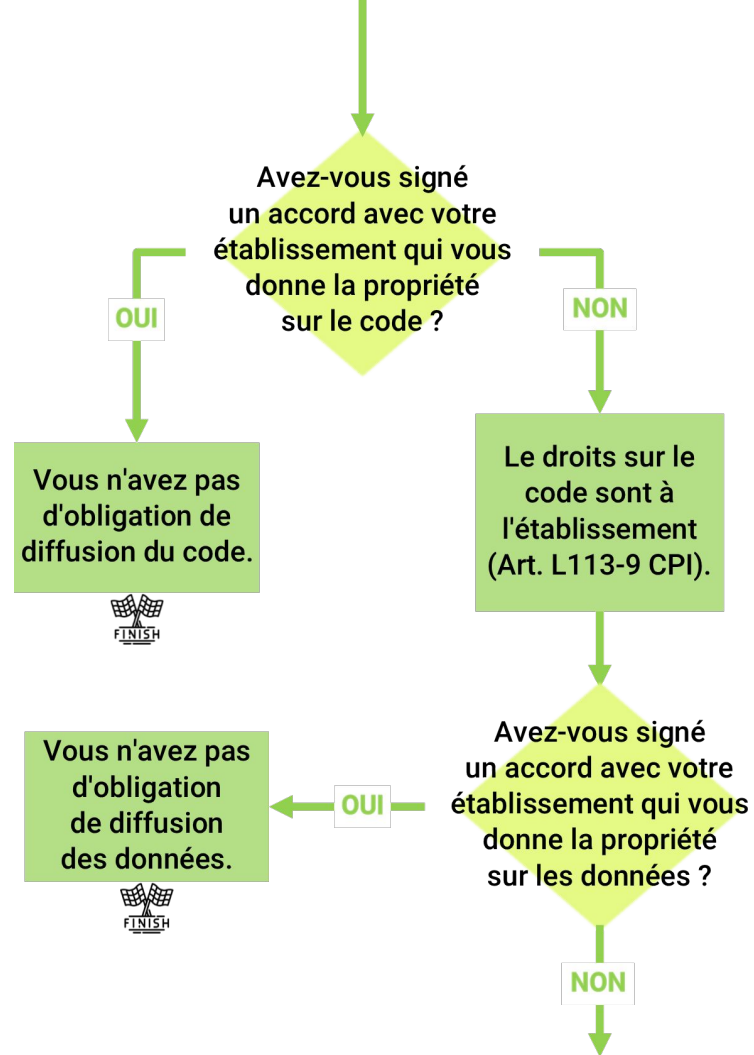 Avez-vous signé
un accord avec votre
établissement qui vous
donne la propriété
sur le code ?
OUI
NON
Vous n'avez pas
d'obligation de
diffusion du code.
FINISH
Le droits sur le
code sont à
l'établissement
(Art. L113-9 CPI).
Avez-vous signé
un accord avec votre
établissement qui vous
donne la propriété
sur les données ?
OUI
Vous n'avez pas
d'obligation
de diffusion
des données.
FINISH
NON